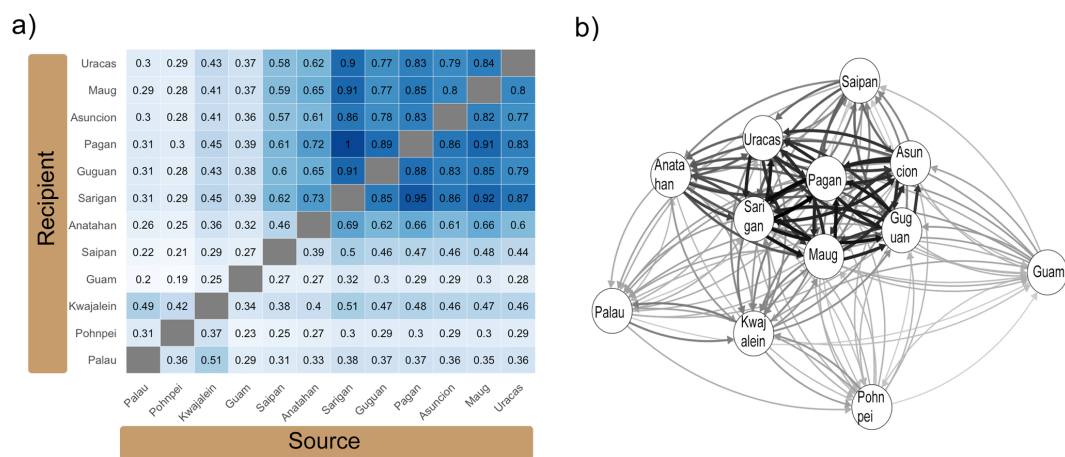 a)
Recipient
Uracas 0.3 0.29 0.43 0.37 0.58 0.62 0.9 0.77 0.83 0.79 0.84
Maug 0.29 0.28 0.41 0.37 0.59 0.65 0.91 0.77 0.85 0.8 0.8
Asuncion 0.3 0.28 0.41 0.36 0.57 0.61 0.86 0.78 0.83 0.82 0.77
Pagan 0.31 0.3 0.45 0.39 0.61 0.72 1 0.89 0.86 0.91 0.83
Guguan 0.31 0.28 0.43 0.38 0.6 0.65 0.91 0.88 0.83 0.85 0.79
Sarigan 0.31 0.29 0.45 0.39 0.62 0.73 0.85 0.95 0.86 0.92 0.87
Anatahan 0.26 0.25 0.36 0.32 0.46 0.69 0.62 0.66 0.61 0.66 0.6
Saipan 0.22 0.21 0.29 0.27 0.39 0.5 0.46 0.47 0.46 0.48 0.44
Guam 0.2 0.19 0.25 0.27 0.27 0.32 0.3 0.29 0.29 0.3 0.28
Kwajalein 0.49 0.42 0.34 0.38 0.4 0.51 0.47 0.48 0.46 0.47 0.46
Pohnpei 0.31 0.37 0.23 0.25 0.27 0.3 0.29 0.3 0.29 0.3 0.29
Palau 0.36 0.51 0.29 0.31 0.33 0.38 0.37 0.37 0.36 0.35 0.36
Palau Pohnpei Kwajalein Guam Saipan Anatahan Sarigan Guguan Pagan Asuncion Maug Uracas
Source
b)
Saipan
Uracas
Asun
cion
Anata
han
Pagan
Sari
gan
Gug
uan
Maug
Guam
Palau
Kwaj
alein
Pohn
pei